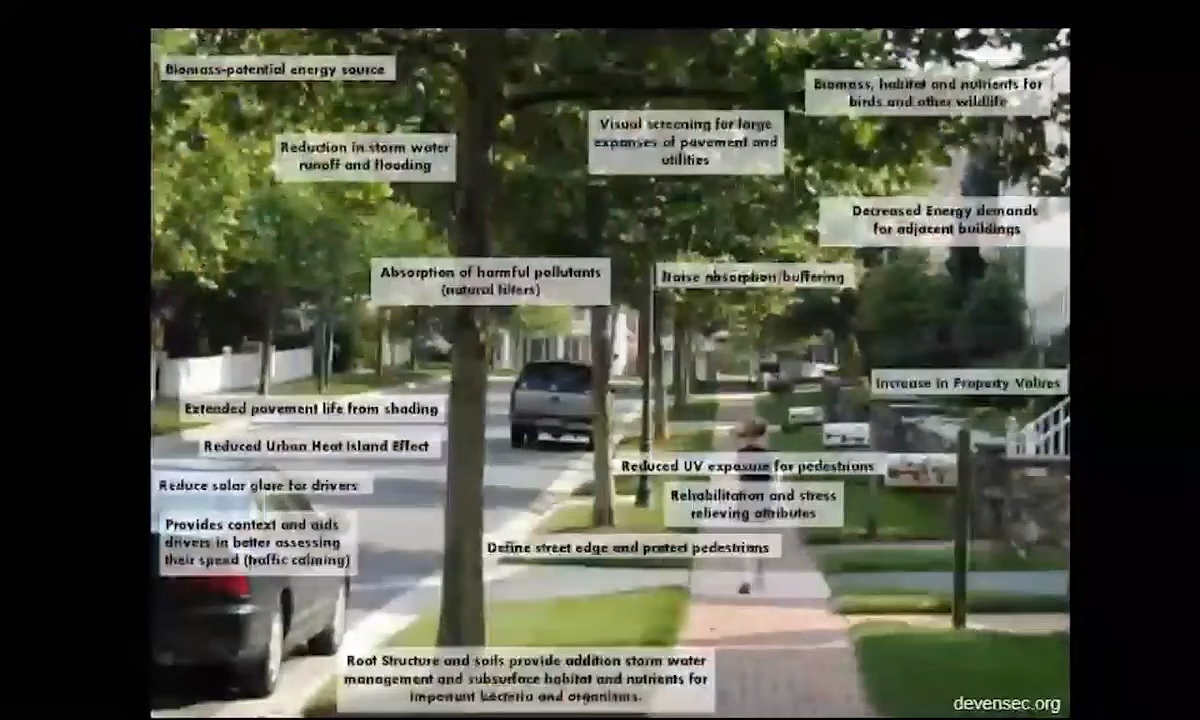 Biomass-potential energy source
Biomass, habitat and nutrients for
birds and other wildlife
Visual screening for large
expanses of pavement and
utilities
Reduction in storm water
runoff and flooding
Decreased Energy demands
for adjacent buildings
Absorption of harmful pollutants
(natural filters)
Noise absorption/buffering
Increase in Property Values
Extended pavement life from shading
Reduced Urban Heat Island Effect
Reduced UV exposure for pedestrians
Reduce solar glare for drivers
Rehabilitation and stress
relieving attributes
Provides context and aids
drivers in better assessing
their speed (traffic calming)
Define street edge and protect pedestrians
Root Structure and soils provide addition storm water
management and subsurface habitat and nutrients for
important bacteria and organisms.
devensec.org